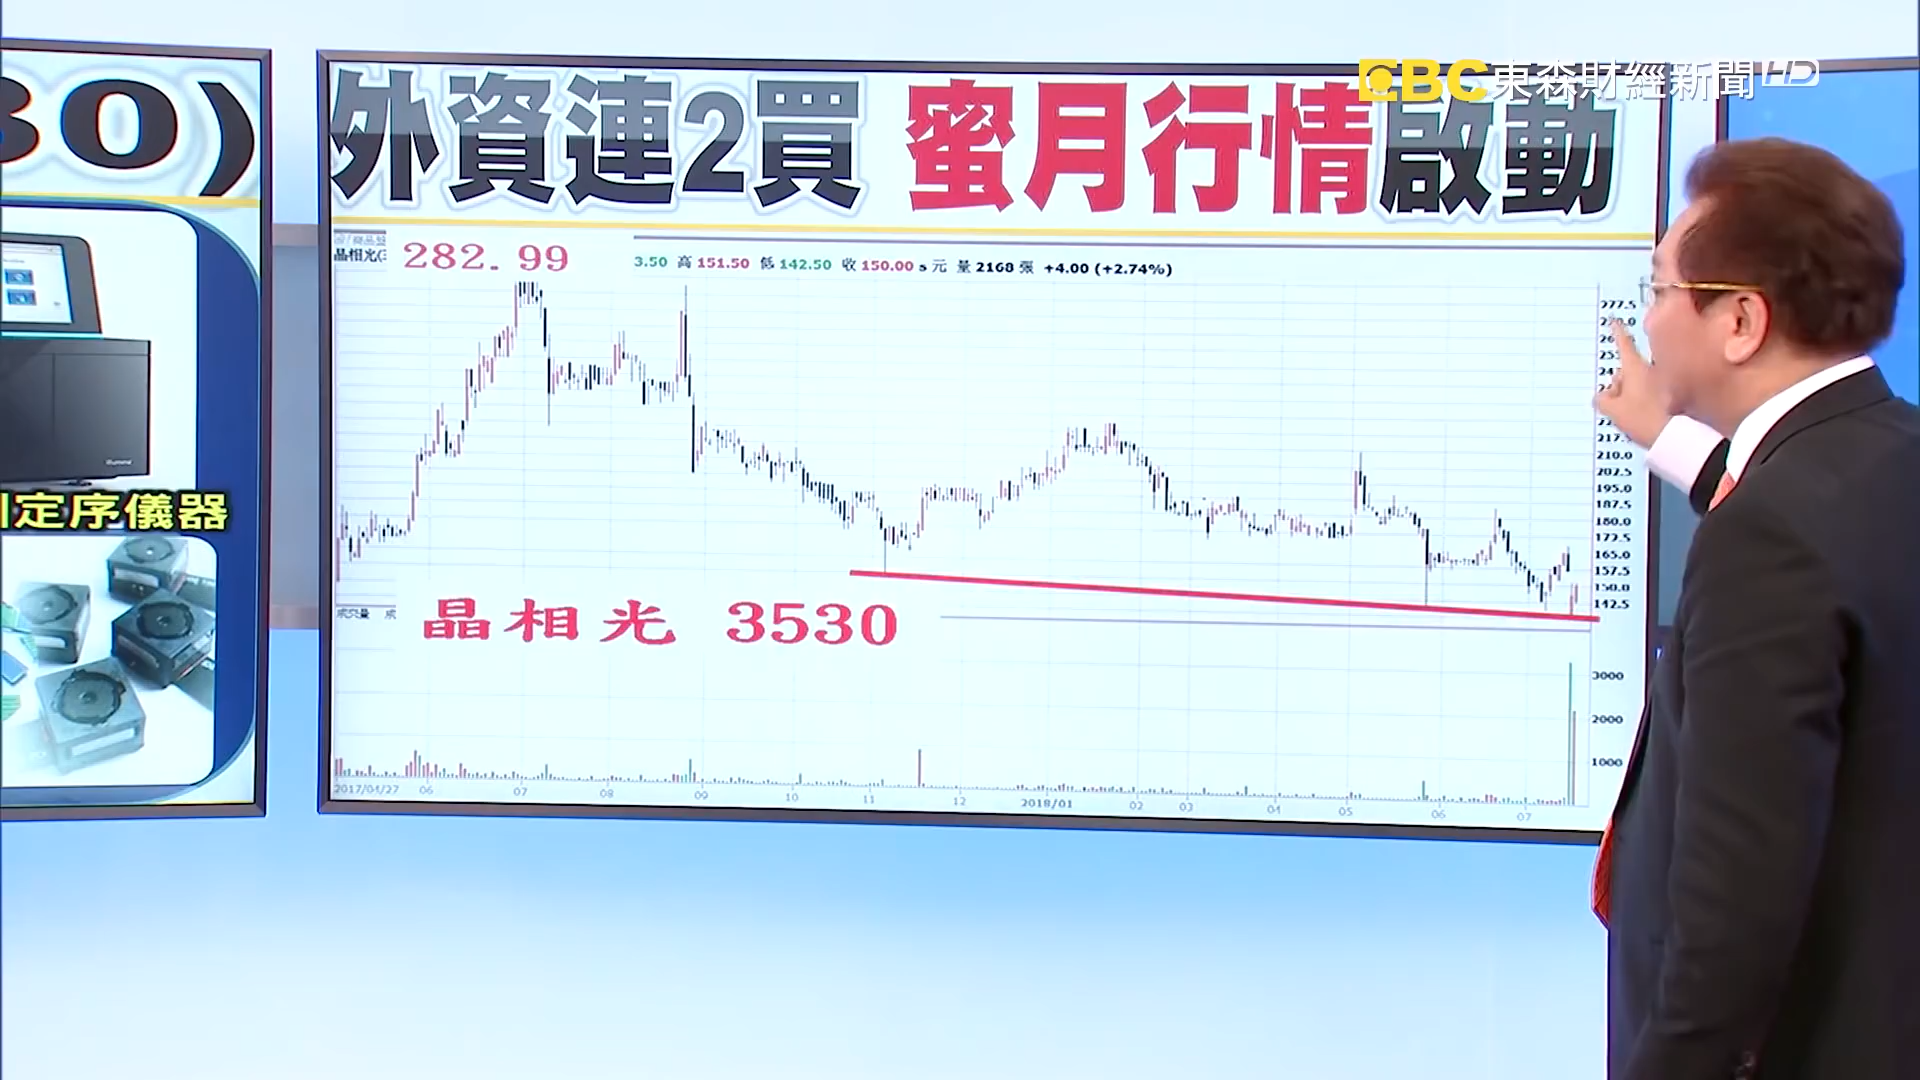 EBC東森財經新聞HD
30)
定序儀器
illumina
外資連2買 蜜月行情啟動
晶相光
282.99
3.50 高 151.50 低 142.50 收 150.00 s 元 量 2168 張 +4.00 (+2.74%)
277.5
217.5
210.0
202.5
195.0
187.5
180.0
172.5
165.0
157.5
150.0
142.5
成交量
晶相光 3530
3000
2000
1000
2017/04/27 06 07 08 09 10 11 12 2018/01 02 03 04 05 06 07